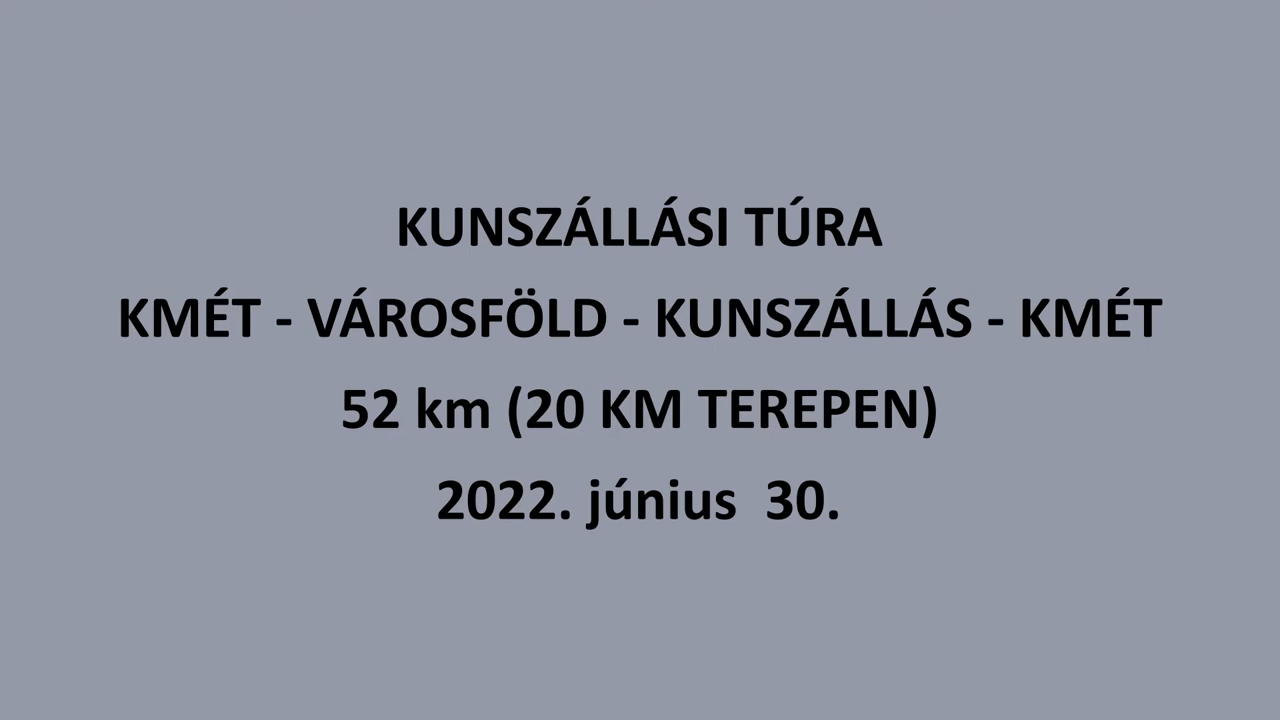 KUNSZÁLLÁSI TÚRA
KMÉT - VÁROSFÖLD - KUNSZÁLLÁS - KMÉT
52 km (20 KM TEREPEN)
2022. június  30.